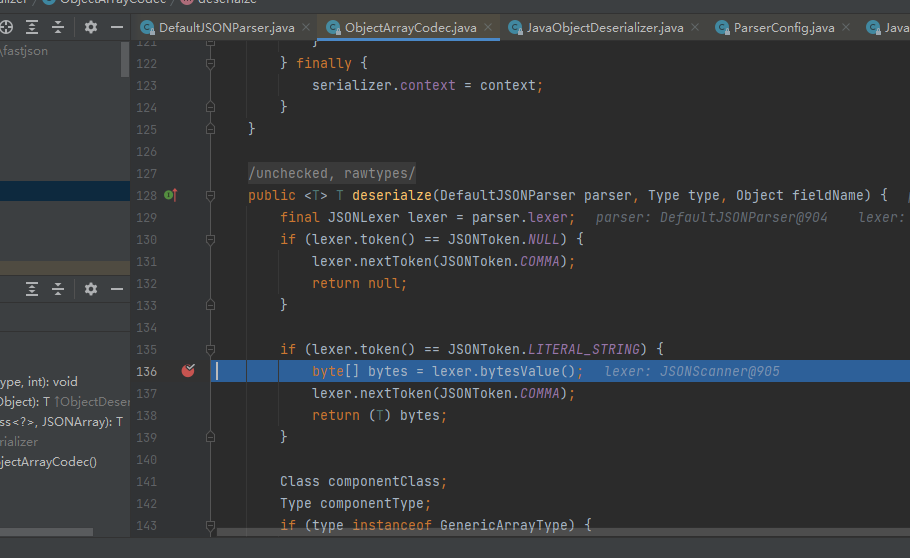 alizer ObjectArrayCodec deserialze
DefaultJSONParser.java ObjectArrayCodec.java JavaObjectDeserializer.java ParserConfig.java Java
\fastjson
121 }
122 } finally {
123 serializer.context = context;
124 }
125 }
126
127 /unchecked, rawtypes/
128 public <T> T deserialze(DefaultJSONParser parser, Type type, Object fieldName) {
129 final JSONLexer lexer = parser.lexer; parser: DefaultJSONParser@904 lexer:
130 if (lexer.token() == JSONToken.NULL) {
131 lexer.nextToken(JSONToken.COMMA);
132 return null;
133 }
134
135 if (lexer.token() == JSONToken.LITERAL_STRING) {
136 byte[] bytes = lexer.bytesValue(); lexer: JSONScanner@905
ype, int): void
137 lexer.nextToken(JSONToken.COMMA);
Object): T ↑ObjectDeser
138 return (T) bytes;
ss<?>, JSONArray): T
139 }
rializer
140
bjectArrayCodec()
141 Class componentClass;
142 Type componentType;
143 if (type instanceof GenericArrayType) {